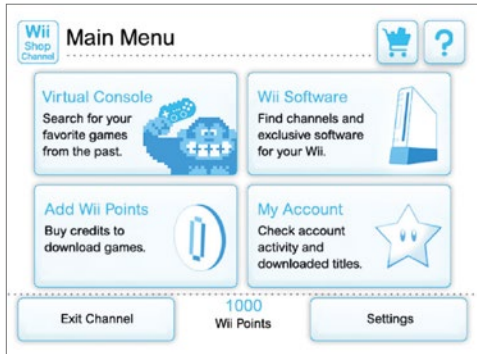 Wii
Shop
Channel
Main Menu
?
Virtual Console
Search for your
favorite games
from the past.
Wii Software
Find channels and
exclusive software
for your Wii.
Add Wii Points
Buy credits to
download games.
My Account
Check account
activity and
downloaded titles.
Exit Channel
1000
Wii Points
Settings